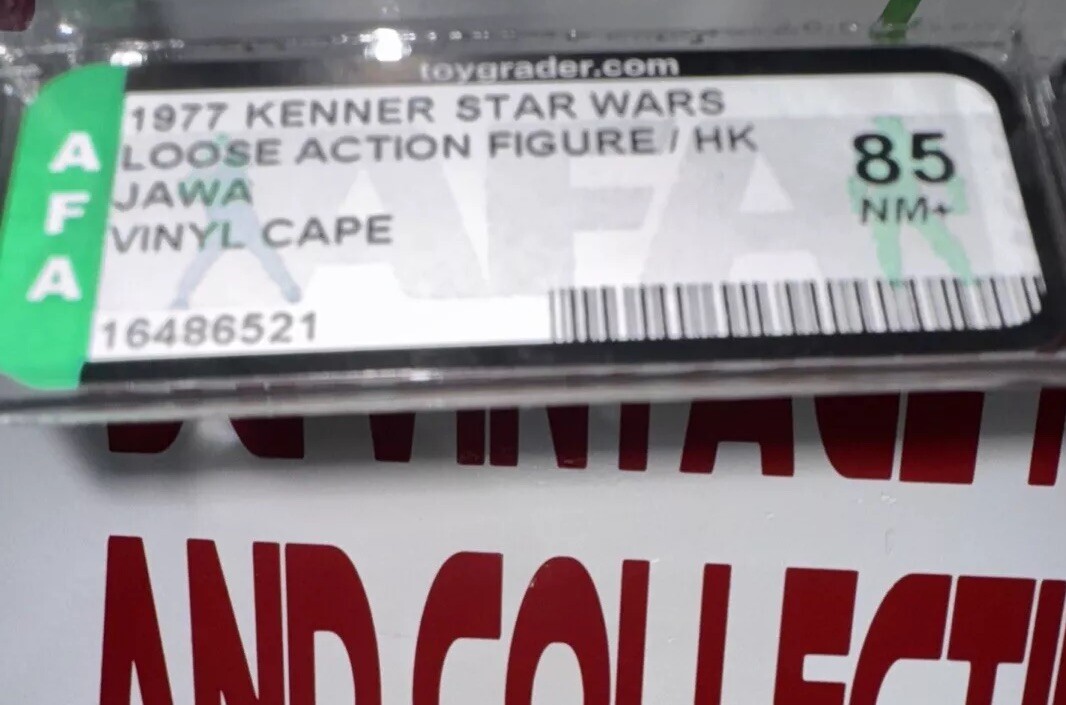 toygrader.com
AFA
1977 KENNER STAR WARS
LOOSE ACTION FIGURE / HK
JAWA
VINYL CAPE
85
NM+
16486521
AND COLLECTI